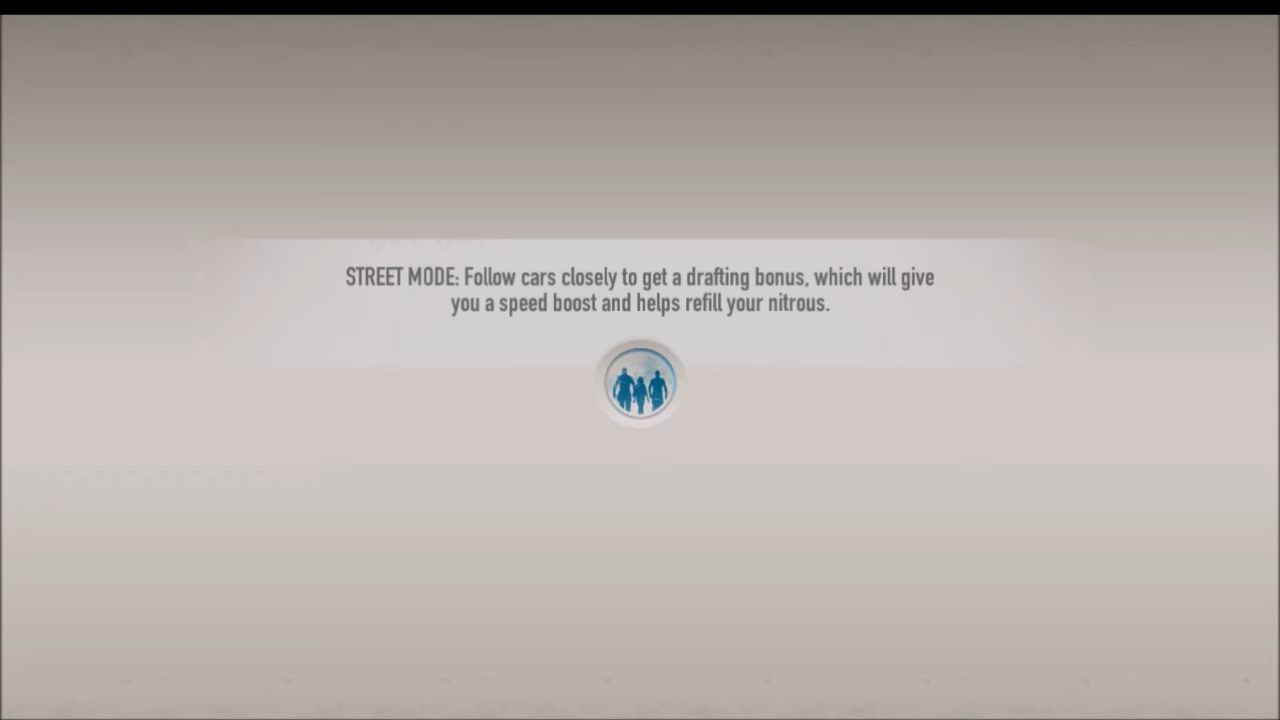 STREET MODE: Follow cars closely to get a drafting bonus, which will give
you a speed boost and helps refill your nitrous.